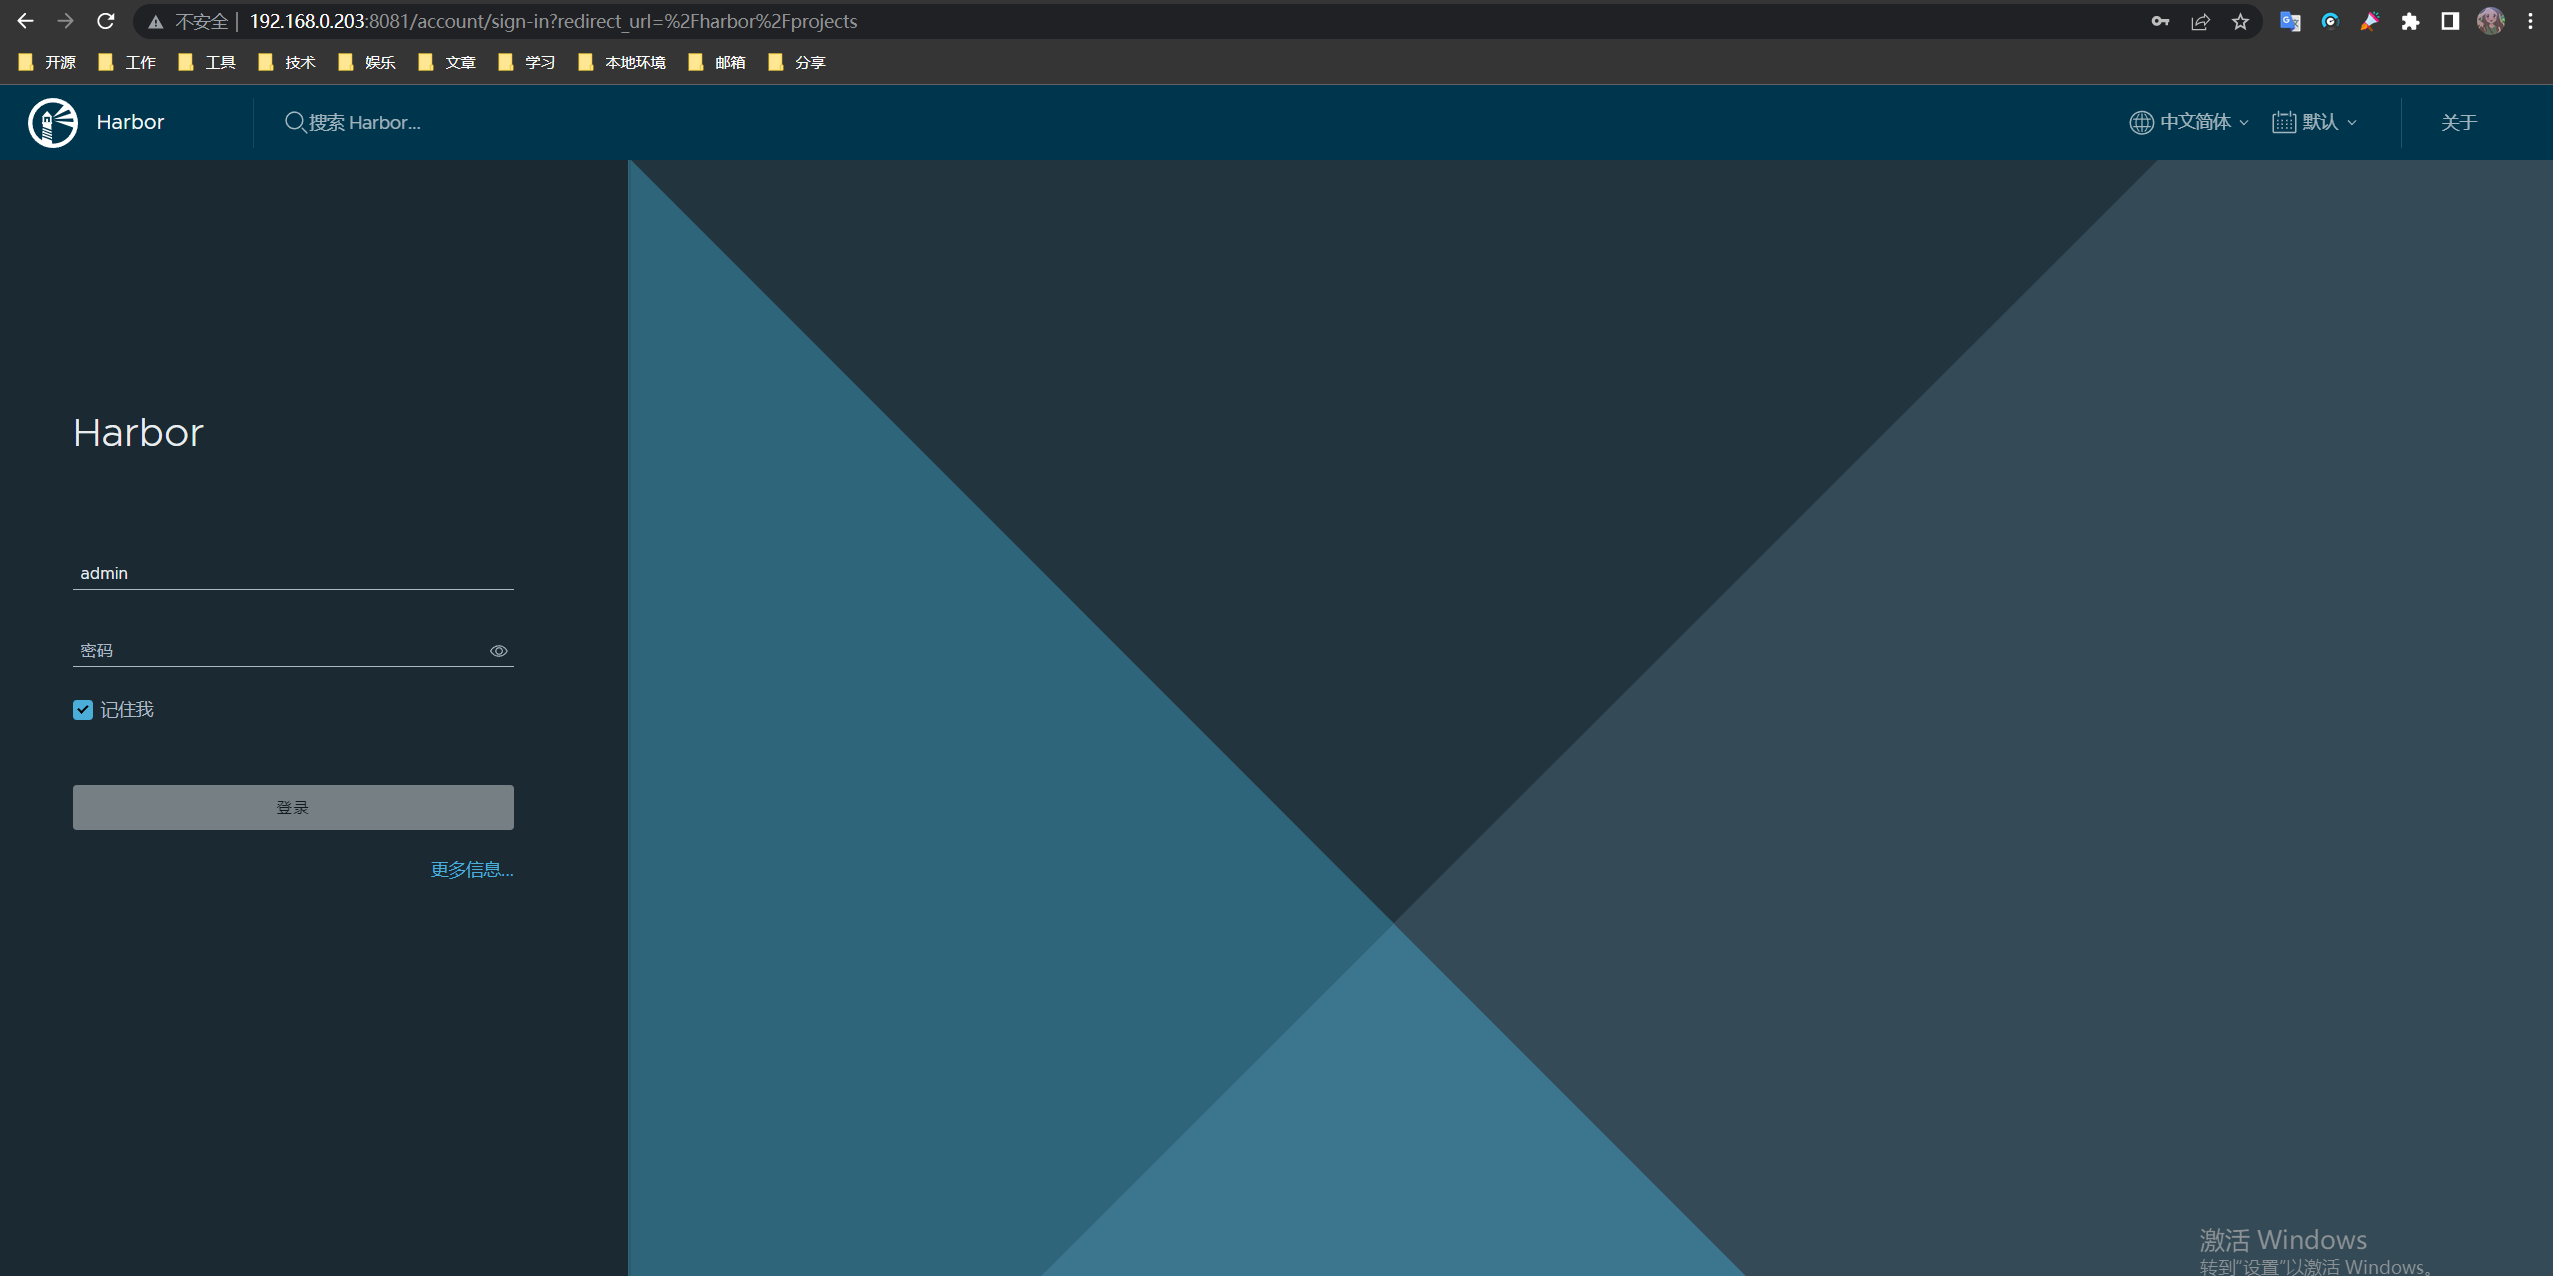 不安全 | 192.168.0.203:8081/account/sign-in?redirect_url=%2Fharbor%2Fprojects
开源 工作 工具 技术 娱乐 文章 学习 本地环境 邮箱 分享
Harbor 搜索 Harbor... 中文简体 默认 关于
Harbor
admin
密码
记住我
登录
更多信息...
激活 Windows
转到“设置”以激活 Windows。